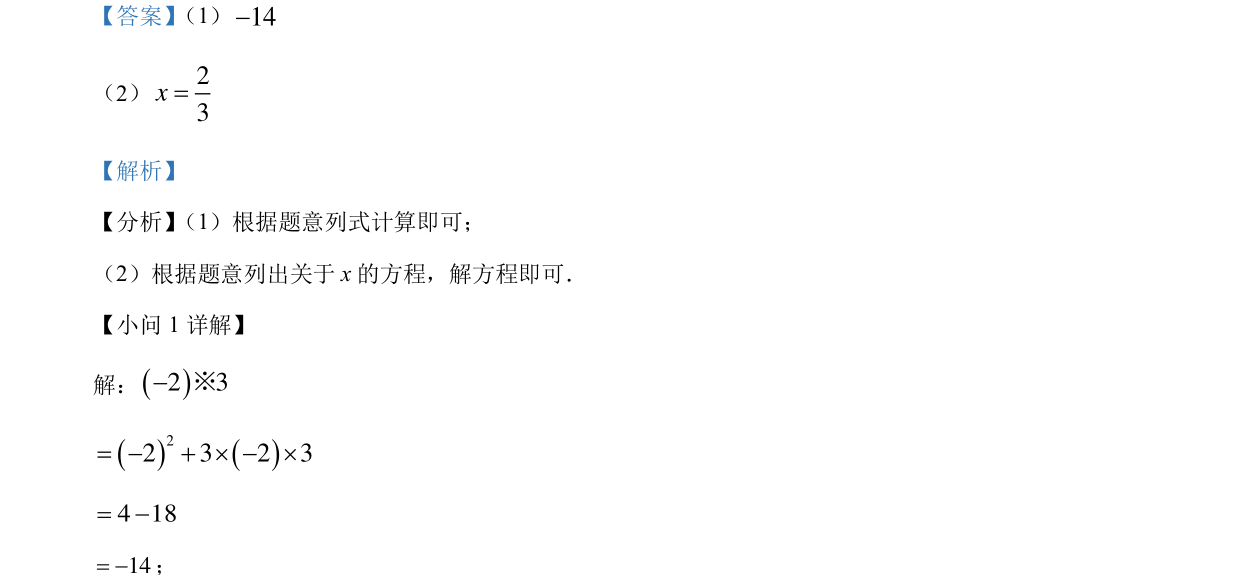 【答案】（1）−14
（2）x = 2/3
【解析】
【分析】（1）根据题意列式计算即可；
（2）根据题意列出关于 x 的方程，解方程即可．
【小问 1 详解】
解：(−2)※3
=(−2)²+3×(−2)×3
=4−18
=−14；